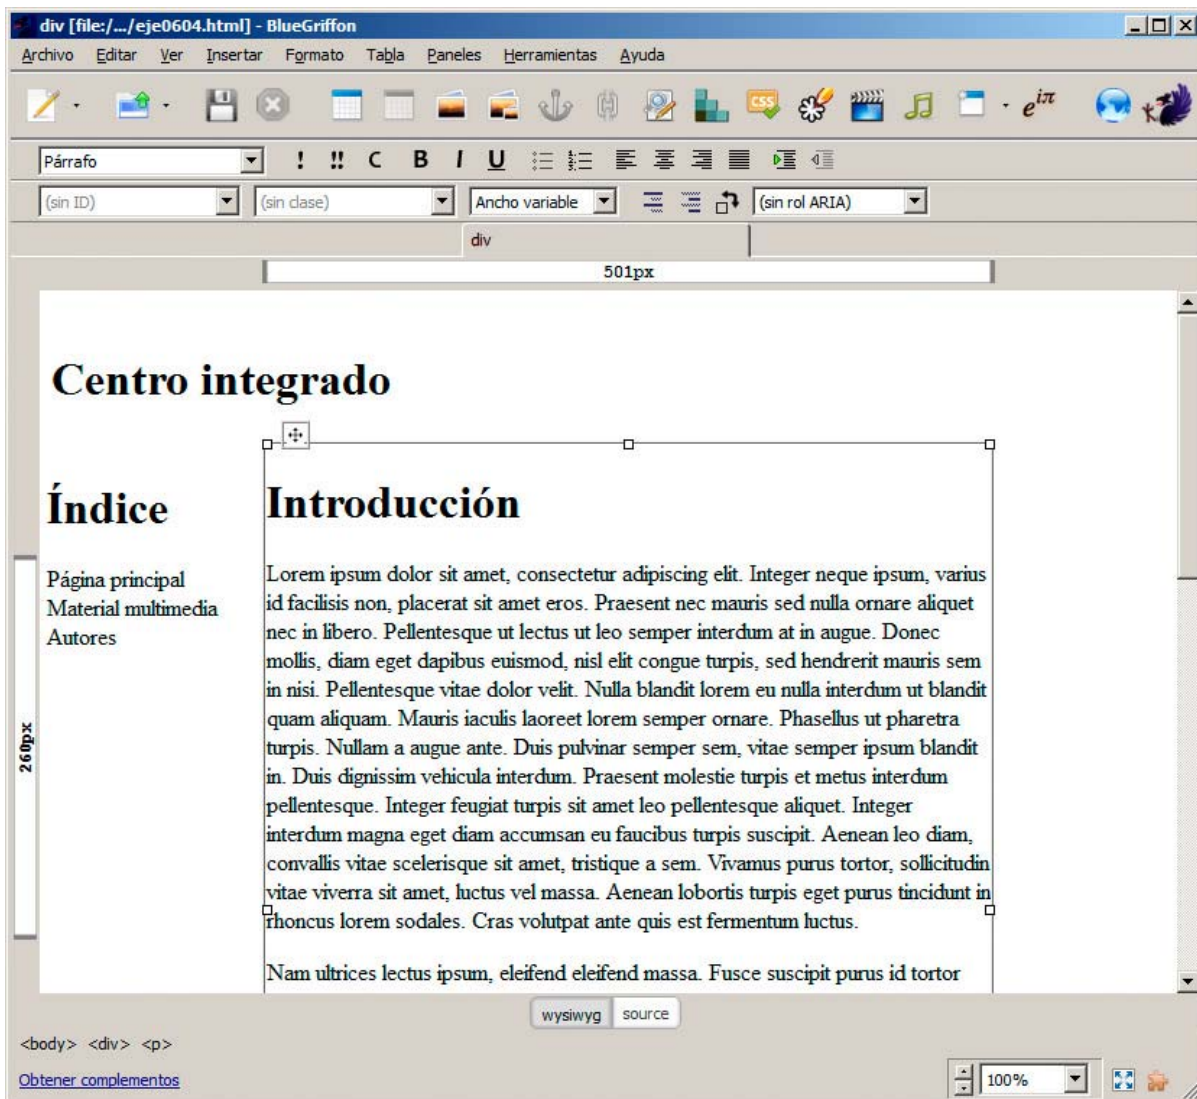 div [file:/.../eje0604.html] - BlueGriffon
Archivo Editar Ver Insertar Formato Tabla Paneles Herramientas Ayuda
CSS eiπ
Párrafo ! !! C B I U
(sin ID) (sin clase) Ancho variable (sin rol ARIA)
div
501px
Centro integrado
Índice
Página principal
Material multimedia
Autores
260px
Introducción
Lorem ipsum dolor sit amet, consectetur adipiscing elit. Integer neque ipsum, varius
id facilisis non, placerat sit amet eros. Praesent nec mauris sed nulla ornare aliquet
nec in libero. Pellentesque ut lectus ut leo semper interdum at in augue. Donec
mollis, diam eget dapibus euismod, nisl elit congue turpis, sed hendrerit mauris sem
in nisi. Pellentesque vitae dolor velit. Nulla blandit lorem eu nulla interdum ut blandit
quam aliquam. Mauris iaculis laoreet lorem semper ornare. Phasellus ut pharetra
turpis. Nullam a augue ante. Duis pulvinar semper sem, vitae semper ipsum blandit
in. Duis dignissim vehicula interdum. Praesent molestie turpis et metus interdum
pellentesque. Integer feugiat turpis sit amet leo pellentesque aliquet. Integer
interdum magna eget diam accumsan eu faucibus turpis suscipit. Aenean leo diam,
convallis vitae scelerisque sit amet, tristique a sem. Vivamus purus tortor, sollicitudin
vitae viverra sit amet, luctus vel massa. Aenean lobortis turpis eget purus tincidunt in
rhoncus lorem sodales. Cras volutpat ante quis est fermentum luctus.
Nam ultrices lectus ipsum, eleifend eleifend massa. Fusce suscipit purus id tortor
wysiwyg source
<body> <div> <p>
Obtener complementos
100%